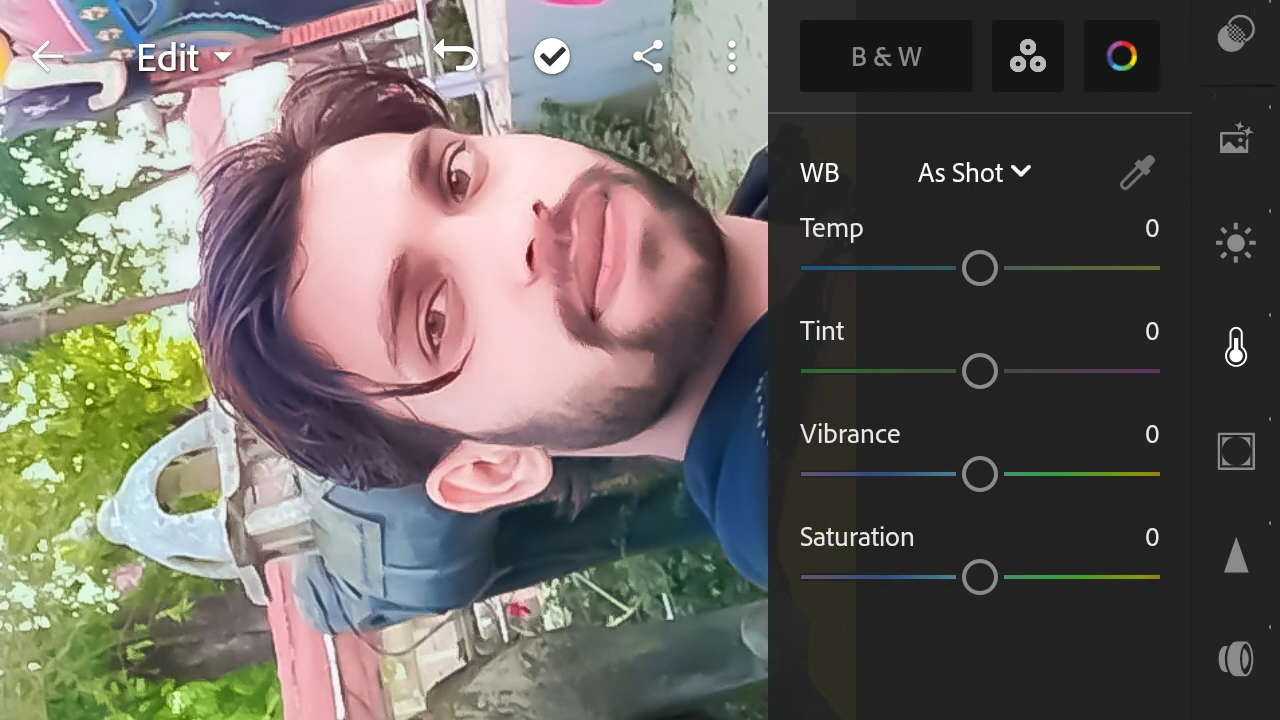 Edit
B & W
WB As Shot
Temp 0
Tint 0
Vibrance 0
Saturation 0